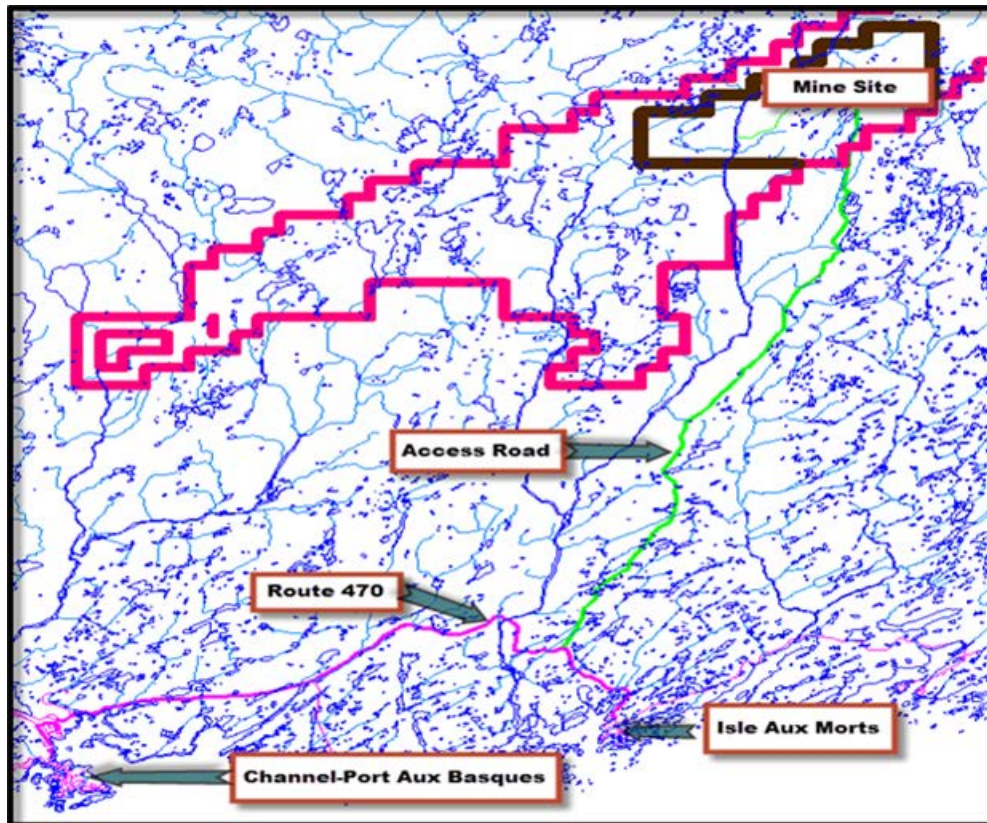 Mine Site
Access Road
Route 470
Isle Aux Morts
Channel-Port Aux Basques